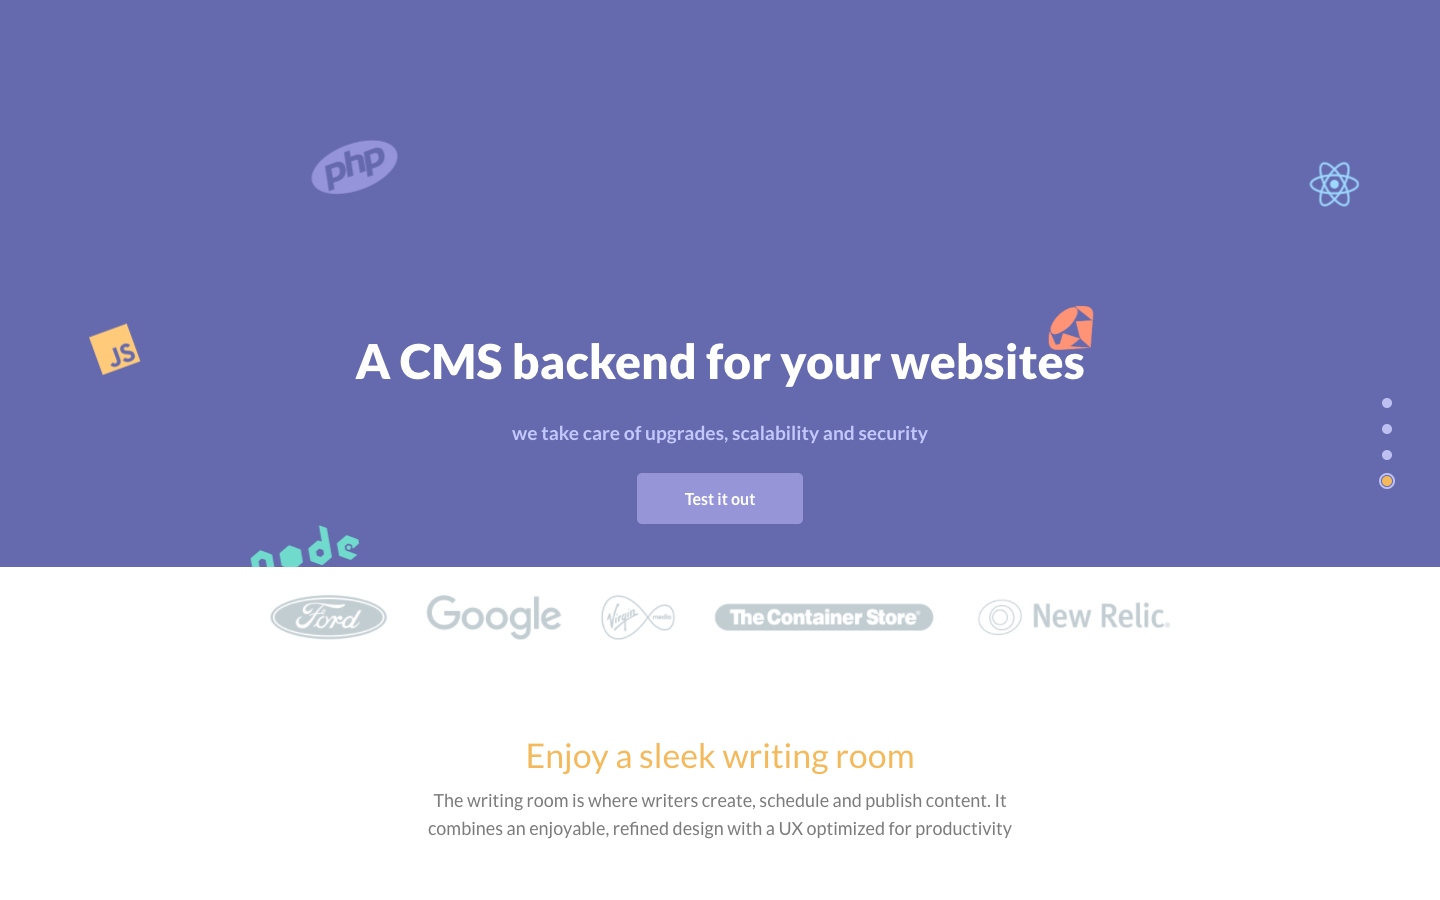 php
JS
A CMS backend for your websites
we take care of upgrades, scalability and security
Test it out
node
Ford
Google
Virgin media
The Container Store
New Relic.
Enjoy a sleek writing room
The writing room is where writers create, schedule and publish content. It
combines an enjoyable, refined design with a UX optimized for productivity